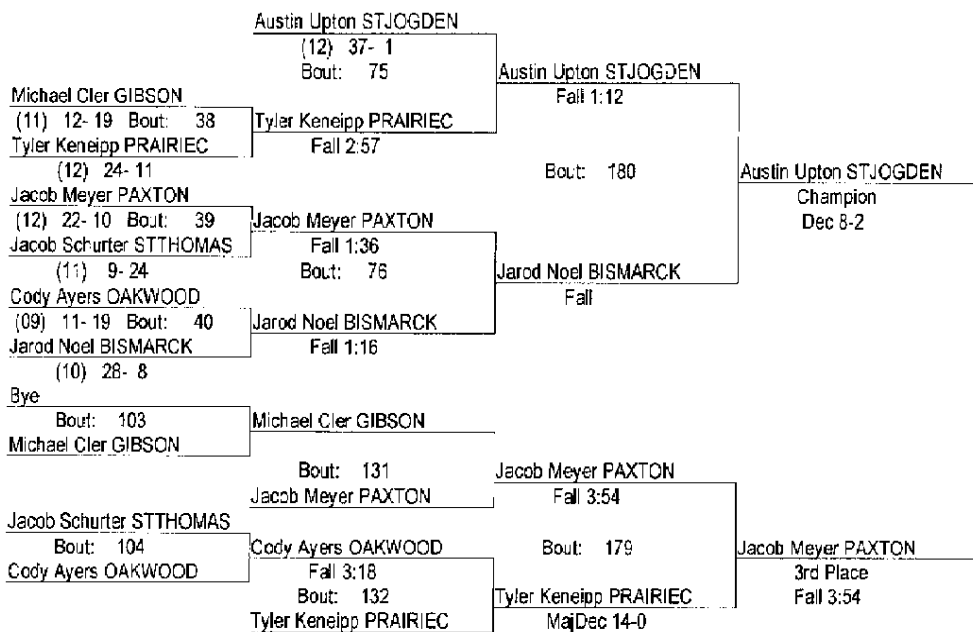 Austin Upton STJOGDEN
(12) 37- 1
Bout: 75
Austin Upton STJOGDEN
Fall 1:12
Michael Cler GIBSON
(11) 12- 19 Bout: 38
Tyler Keneipp PRAIRIEC
Tyler Keneipp PRAIRIEC
Fall 2:57
(12) 24- 11
Bout: 180
Austin Upton STJOGDEN
Champion
Dec 8-2
Jacob Meyer PAXTON
(12) 22- 10 Bout: 39
Jacob Meyer PAXTON
Jacob Schurter STTHOMAS
Fall 1:36
(11) 9- 24
Bout: 76
Jarod Noel BISMARCK
Fall
Cody Ayers OAKWOOD
(09) 11- 19 Bout: 40
Jarod Noel BISMARCK
Jarod Noel BISMARCK
Fall 1:16
(10) 28- 8
Bye
Bout: 103
Michael Cler GIBSON
Michael Cler GIBSON
Bout: 131
Jacob Meyer PAXTON
Jacob Meyer PAXTON
Fall 3:54
Jacob Schurter STTHOMAS
Bout: 104
Cody Ayers OAKWOOD
Cody Ayers OAKWOOD
Fall 3:18
Bout: 132
Tyler Keneipp PRAIRIEC
Bout: 179
Tyler Keneipp PRAIRIEC
MajDec 14-0
Jacob Meyer PAXTON
3rd Place
Fall 3:54